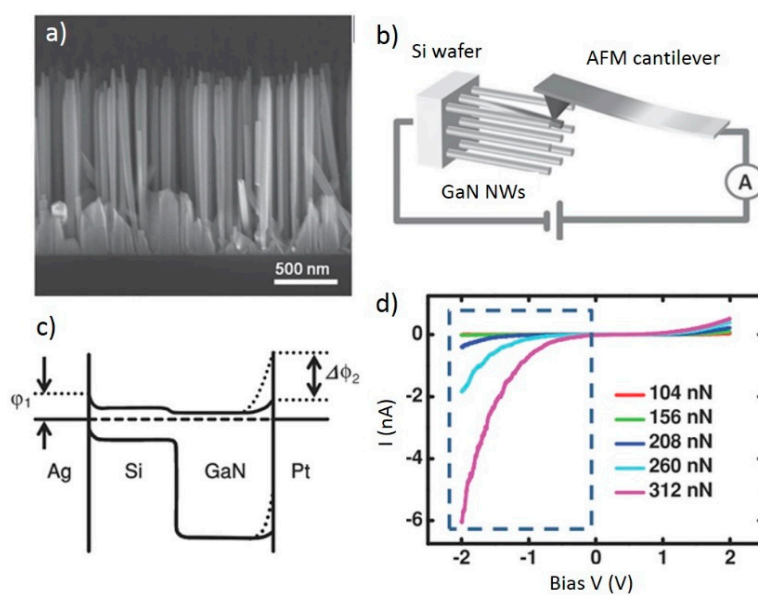 a)
500 nm
b)
Si wafer
AFM cantilever
GaN NWs
A
c)
φ1
Δϕ2
Ag
Si
GaN
Pt
d)
I (nA)
0
-2
-4
-6
104 nN
156 nN
208 nN
260 nN
312 nN
-2
-1
0
1
2
Bias V (V)